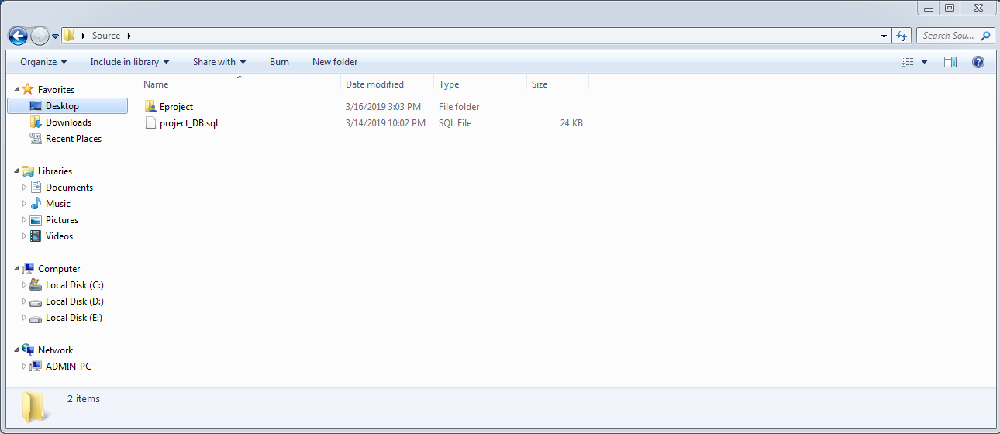 Source
Search Sou...
Organize
Include in library
Share with
Burn
New folder
Favorites
Desktop
Downloads
Recent Places
Libraries
Documents
Music
Pictures
Videos
Computer
Local Disk (C:)
Local Disk (D:)
Local Disk (E:)
Network
ADMIN-PC
Name Date modified Type Size
Eproject 3/16/2019 3:03 PM File folder
project_DB.sql 3/14/2019 10:02 PM SQL File 24 KB
2 items